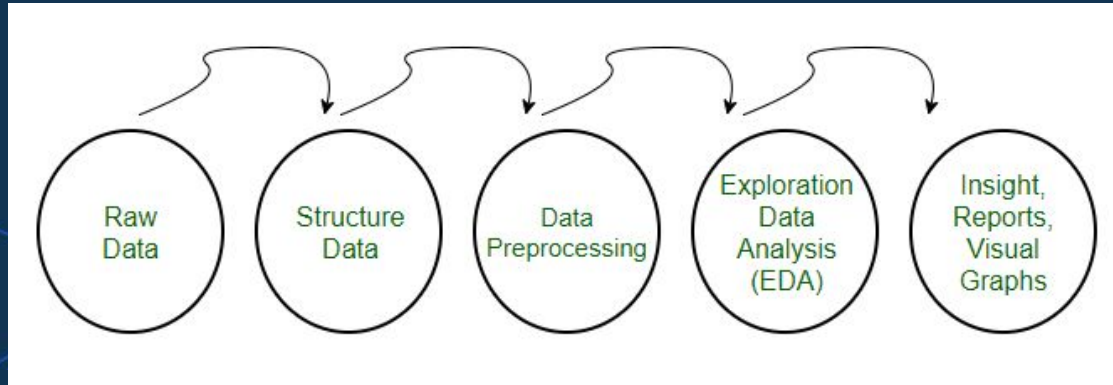 Raw
Data
Structure
Data
Data
Preprocessing
Exploration
Data
Analysis
(EDA)
Insight,
Reports,
Visual
Graphs